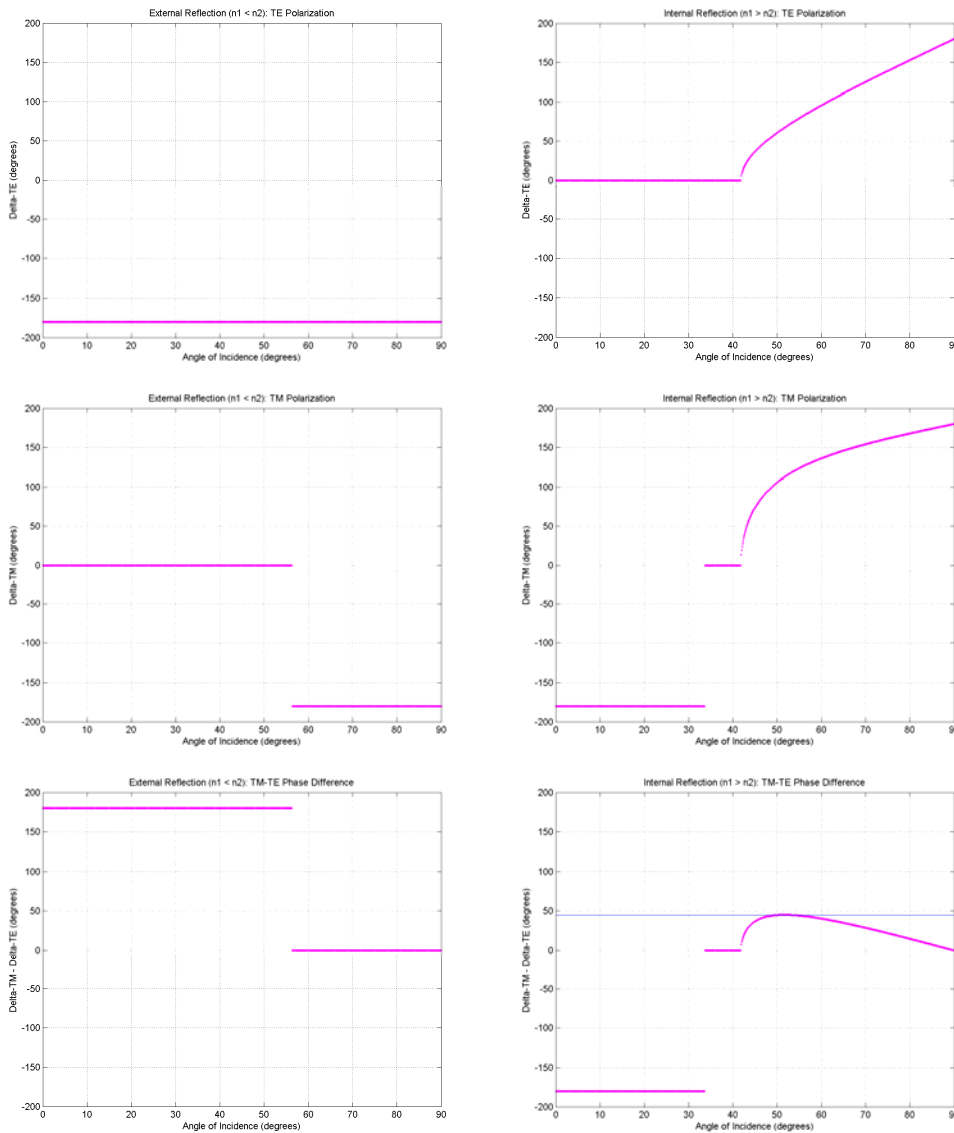 External Reflection (n1 < n2): TE Polarization
200
150
100
50
0
-50
-100
-150
-200
Delta-TE (degrees)
0 10 20 30 40 50 60 70 80 90
Angle of Incidence (degrees)
Internal Reflection (n1 > n2): TE Polarization
200
150
100
50
0
-50
-100
-150
-200
Delta-TE (degrees)
0 10 20 30 40 50 60 70 80 90
Angle of Incidence (degrees)
External Reflection (n1 < n2): TM Polarization
200
150
100
50
0
-50
-100
-150
-200
Delta-TM (degrees)
0 10 20 30 40 50 60 70 80 90
Angle of Incidence (degrees)
Internal Reflection (n1 > n2): TM Polarization
200
150
100
50
0
-50
-100
-150
-200
Delta-TM (degrees)
0 10 20 30 40 50 60 70 80 90
Angle of Incidence (degrees)
External Reflection (n1 < n2): TM-TE Phase Difference
200
150
100
50
0
-50
-100
-150
-200
Delta-TM - Delta-TE (degrees)
0 10 20 30 40 50 60 70 80 90
Angle of Incidence (degrees)
Internal Reflection (n1 > n2): TM-TE Phase Difference
200
150
100
50
0
-50
-100
-150
-200
Delta-TM - Delta-TE (degrees)
0 10 20 30 40 50 60 70 80 90
Angle of Incidence (degrees)